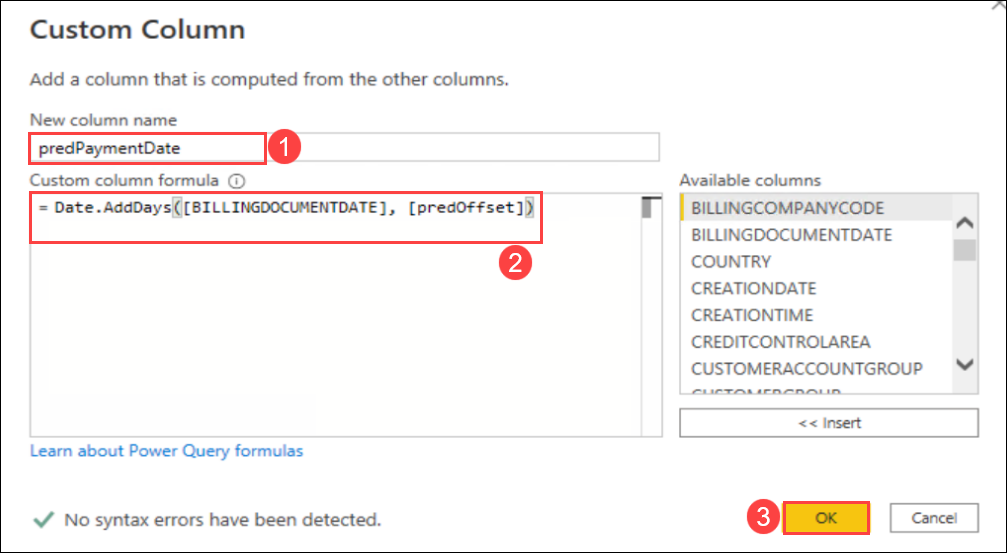 Custom Column
Add a column that is computed from the other columns.
New column name
predPaymentDate
1
Custom column formula
= Date.AddDays([BILLINGDOCUMENTDATE], [predOffset])
2
Available columns
BILLINGCOMPANYCODE
BILLINGDOCUMENTDATE
COUNTRY
CREATIONDATE
CREATIONTIME
CREDITCONTROLAREA
CUSTOMERACCOUNTGROUP
CUSTOMERGROUP
<< Insert
Learn about Power Query formulas
No syntax errors have been detected.
3
OK
Cancel